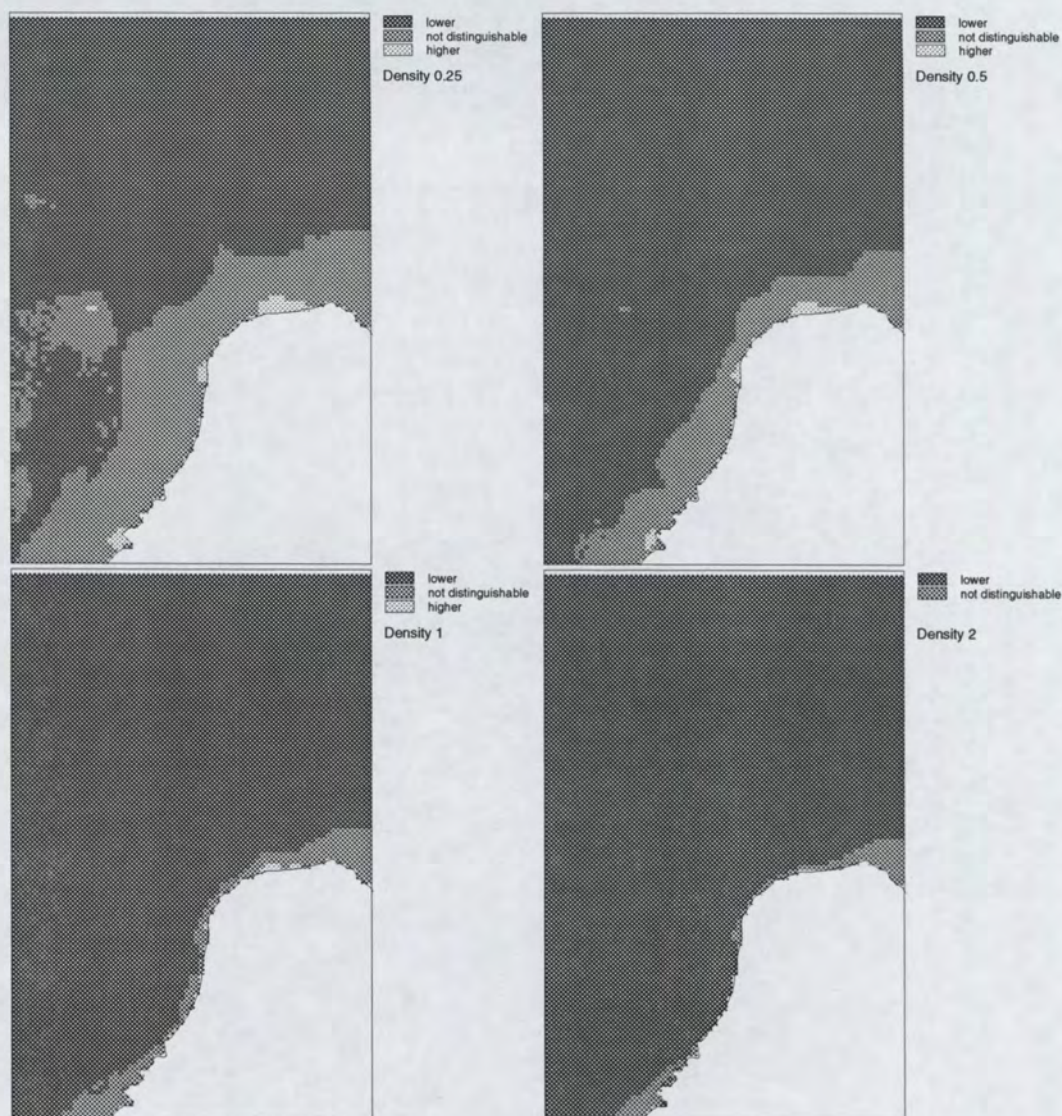 lower
not distinguishable
higher
Density 0.25
lower
not distinguishable
higher
Density 0.5
lower
not distinguishable
higher
Density 1
lower
not distinguishable
Density 2